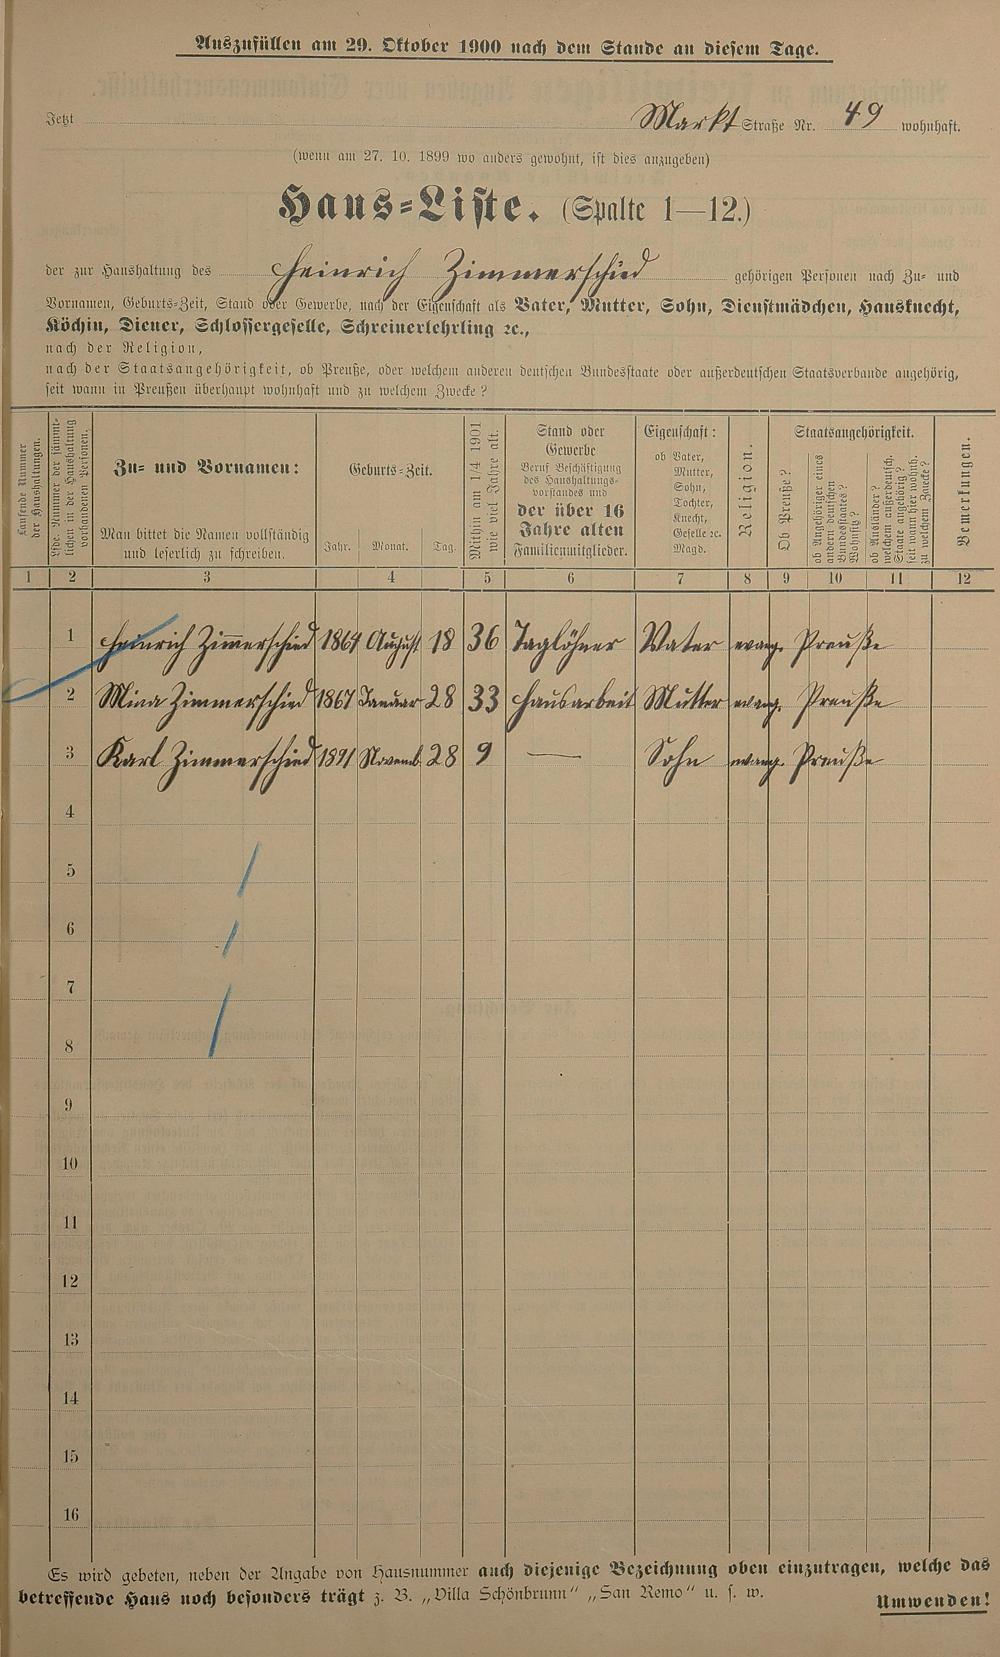 Auszufüllen am 29. Oktober 1900 nach dem Stande an diesem Tage.
Jetzt Markt Straße Nr. 49 wohnhaft.
(wenn am 27. 10. 1899 wo anders gewohnt, ist dies anzugeben)
Haus-Liste. (Spalte 1—12.)
der zur Haushaltung des Heinrich Zimmerschied gehörigen Personen nach Zu- und
Vornamen, Geburts-Zeit, Stand oder Gewerbe, nach der Eigenschaft als Vater, Mutter, Sohn, Dienstmädchen, Hausknecht,
Köchin, Diener, Schlossergeselle, Schreinerlehrling ꝛc.,
nach der Religion,
nach der Staatsangehörigkeit, ob Preuße, oder welchem anderen deutschen Bundesstaate oder außerdeutschen Staatsverbande angehörig,
seit wann in Preußen überhaupt wohnhaft und zu welchem Zwecke?
Laufende Nummer
der Haushaltungen.
Lfde. Nummer der sämmt-
lichen in der Haushaltung
vorhandenen Personen.
Zu- und Vornamen:
Man bittet die Namen vollständig
und leserlich zu schreiben.
Geburts-Zeit.
Jahr. Monat. Tag.
Mithin am 1/4 1901
wie viel Jahre alt.
Stand oder
Gewerbe
Beruf Beschäftigung
des Haushaltungs-
vorstandes und
der über 16
Jahre alten
Familienmitglieder.
Eigenschaft:
ob Vater,
Mutter,
Sohn,
Tochter,
Knecht,
Geselle ꝛc.
Magd.
Religion.
Staatsangehörigkeit.
Ob Preuße?
ob Angehöriger eines
andern deutschen
Bundesstaates?
Wohnsitz?
ob Ausländer?
welchem außerdeutsch.
Staate angehörig?
seit wann hier wohnh.
zu welchem Zwecke?
Bemerkungen.
1 2 3 4 5 6 7 8 9 10 11 12
1 Heinrich Zim̄erschied 1864 August 18 36 Taglöhner Vater evang. Preuße
2 Mina Zimmerschied 1867 Januar 28 33 Hausarbeit Mutter evang. Preuße
3 Karl Zimmerschied 1891 Novemb. 28 9 — Sohn evang. Preuße
4
5
6
7
8
9
10
11
12
13
14
15
16
Es wird gebeten, neben der Angabe von Hausnummer auch diejenige Bezeichnung oben einzutragen, welche das
betreffende Haus noch besonders trägt z. B. „Villa Schönbrunn" „San Remo" u. s. w.
Umwenden!